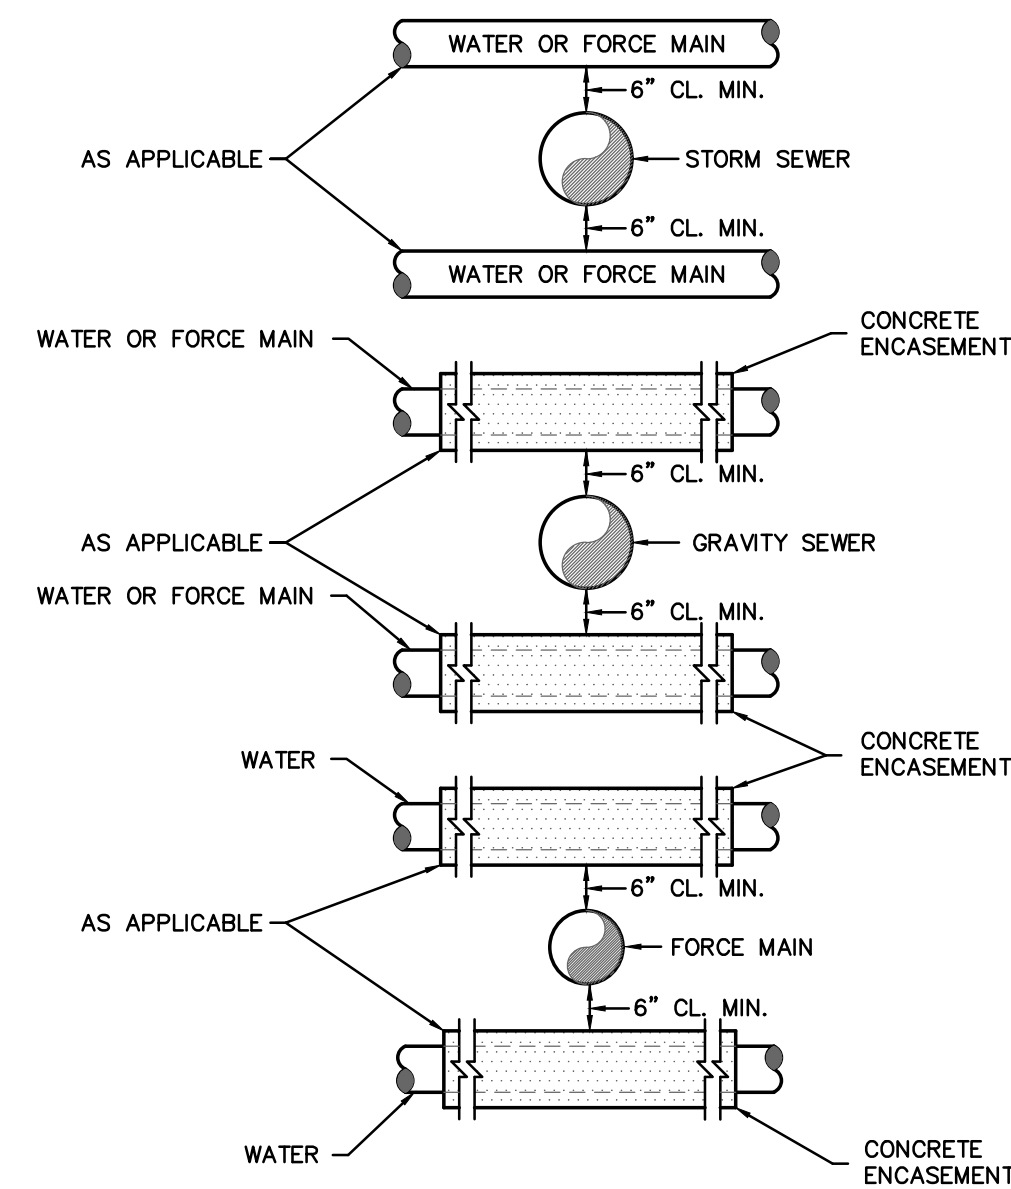 WATER OR FORCE MAIN
6" CL. MIN.
AS APPLICABLE
STORM SEWER
6" CL. MIN.
WATER OR FORCE MAIN
CONCRETE
ENCASEMENT
WATER OR FORCE MAIN
6" CL. MIN.
AS APPLICABLE
GRAVITY SEWER
WATER OR FORCE MAIN
6" CL. MIN.
CONCRETE
ENCASEMENT
WATER
6" CL. MIN.
AS APPLICABLE
FORCE MAIN
6" CL. MIN.
WATER
CONCRETE
ENCASEMENT